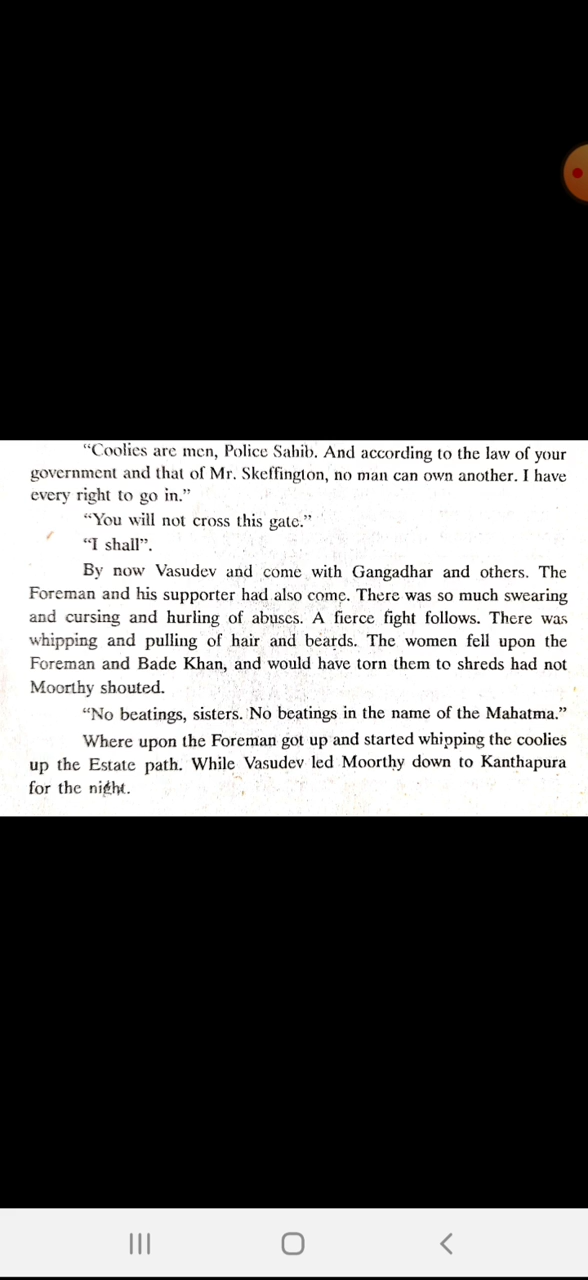 “Coolies are men, Police Sahib. And according to the law of your
government and that of Mr. Skeffington, no man can own another. I have
every right to go in.”
“You will not cross this gate.”
“I shall”.
By now Vasudev and come with Gangadhar and others. The
Foreman and his supporter had also come. There was so much swearing
and cursing and hurling of abuses. A fierce fight follows. There was
whipping and pulling of hair and beards. The women fell upon the
Foreman and Bade Khan, and would have torn them to shreds had not
Moorthy shouted.
“No beatings, sisters. No beatings in the name of the Mahatma.”
Where upon the Foreman got up and started whipping the coolies
up the Estate path. While Vasudev led Moorthy down to Kanthapura
for the night.